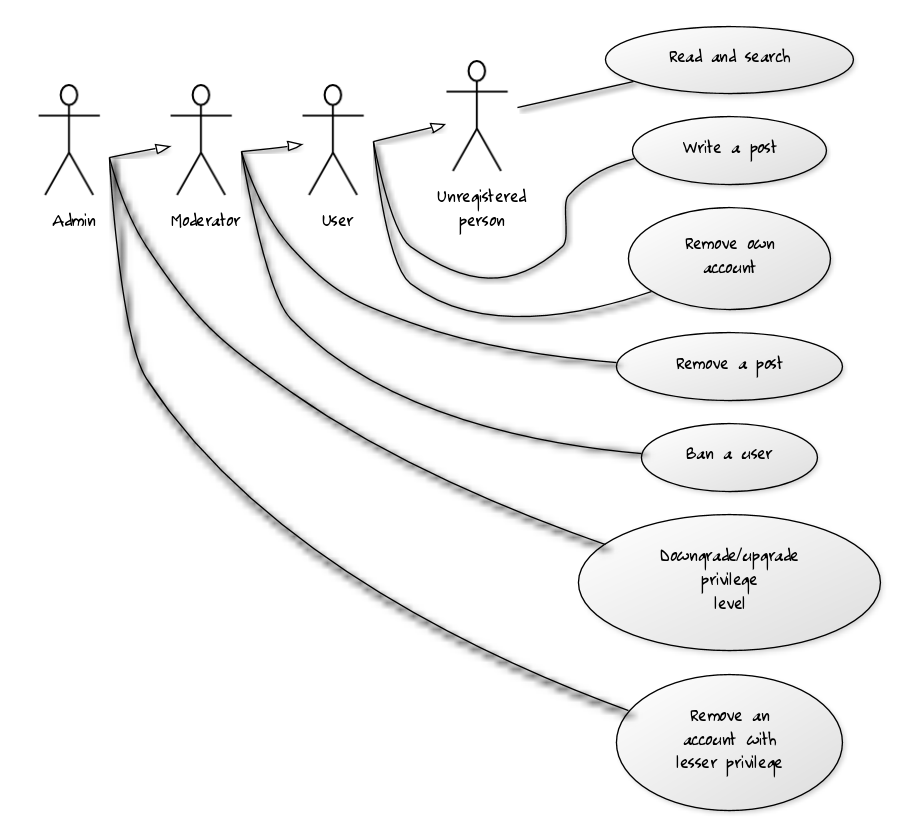 Read and search
Write a post
Admin
Moderator
User
Unregistered
person
Remove own
account
Remove a post
Ban a user
Downgrade/upgrade
privilege
level
Remove an
account with
lesser privilege